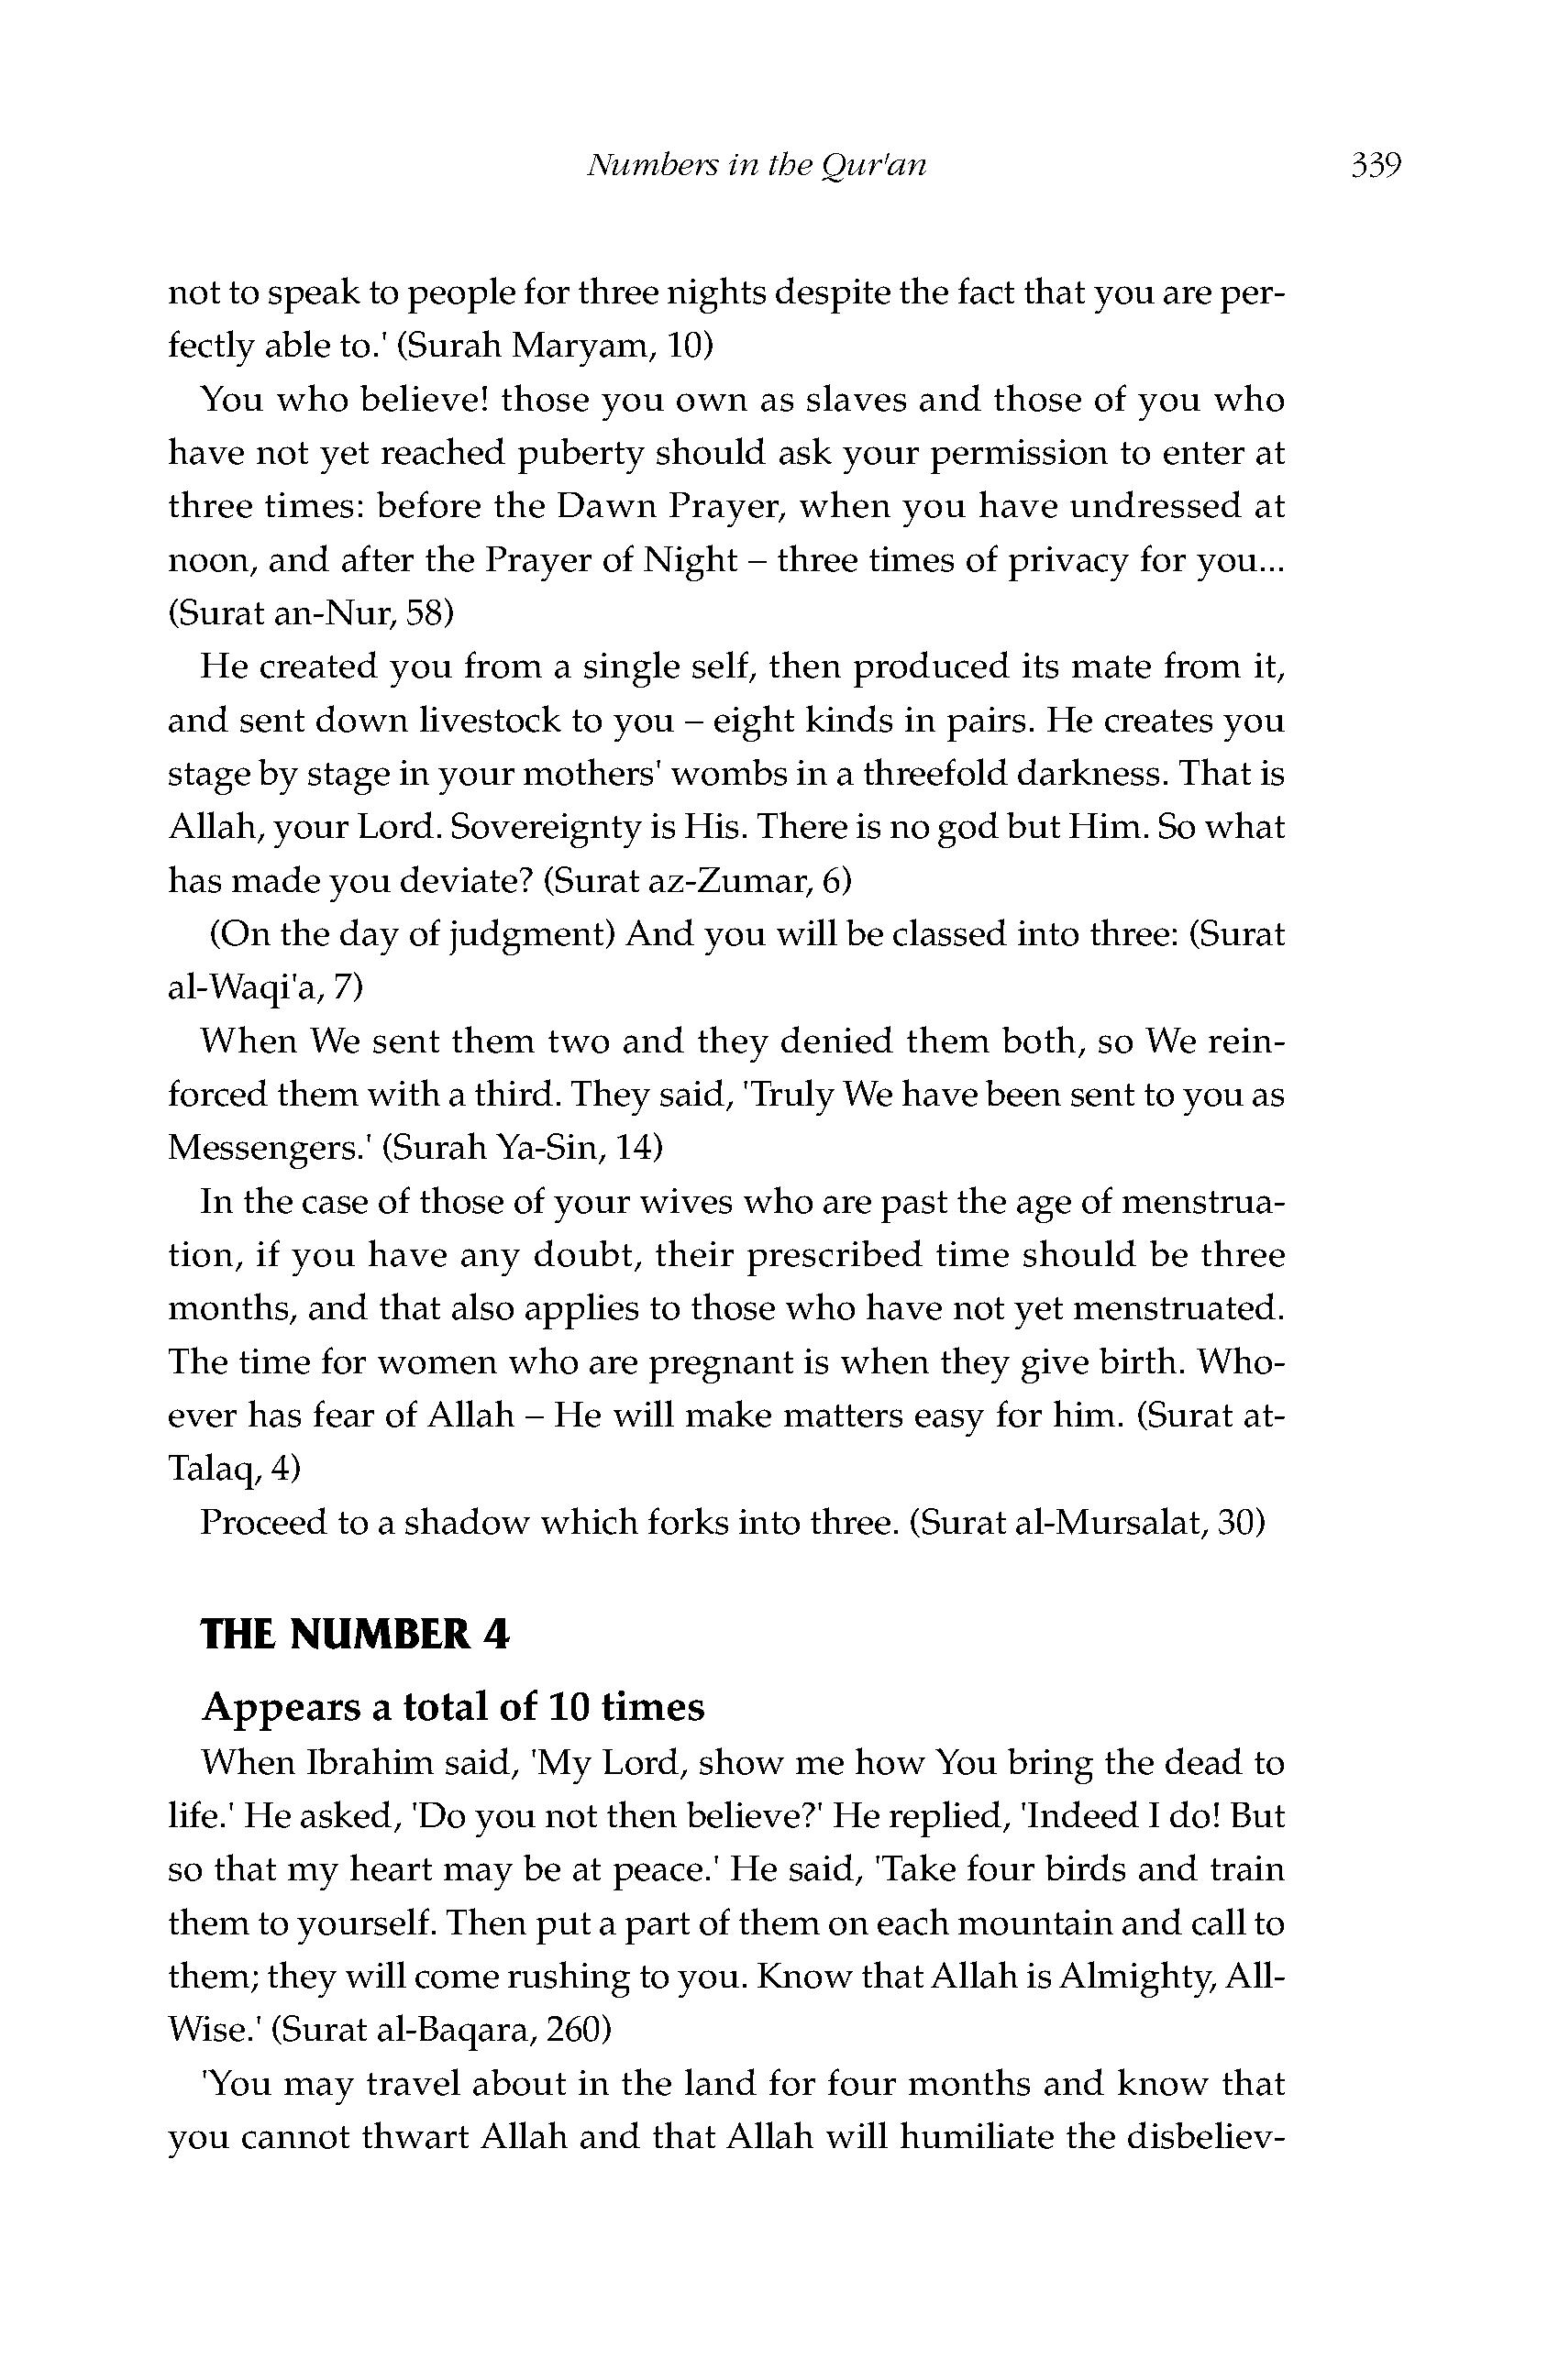 Numbers in the Qur'an 339
not to speak to people for three nights despite the fact that you are per-
fectly able to.' (Surah Maryam, 10)
You who believe! those you own as slaves and those of you who
have not yet reached puberty should ask your permission to enter at
three times: before the Dawn Prayer, when you have undressed at
noon, and after the Prayer of Night – three times of privacy for you...
(Surat an-Nur, 58)
He created you from a single self, then produced its mate from it,
and sent down livestock to you – eight kinds in pairs. He creates you
stage by stage in your mothers' wombs in a threefold darkness. That is
Allah, your Lord. Sovereignty is His. There is no god but Him. So what
has made you deviate? (Surat az-Zumar, 6)
(On the day of judgment) And you will be classed into three: (Surat
al-Waqi'a, 7)
When We sent them two and they denied them both, so We rein-
forced them with a third. They said, 'Truly We have been sent to you as
Messengers.' (Surah Ya-Sin, 14)
In the case of those of your wives who are past the age of menstrua-
tion, if you have any doubt, their prescribed time should be three
months, and that also applies to those who have not yet menstruated.
The time for women who are pregnant is when they give birth. Who-
ever has fear of Allah – He will make matters easy for him. (Surat at-
Talaq, 4)
Proceed to a shadow which forks into three. (Surat al-Mursalat, 30)
THE NUMBER 4
Appears a total of 10 times
When Ibrahim said, 'My Lord, show me how You bring the dead to
life.' He asked, 'Do you not then believe?' He replied, 'Indeed I do! But
so that my heart may be at peace.' He said, 'Take four birds and train
them to yourself. Then put a part of them on each mountain and call to
them; they will come rushing to you. Know that Allah is Almighty, All-
Wise.' (Surat al-Baqara, 260)
'You may travel about in the land for four months and know that
you cannot thwart Allah and that Allah will humiliate the disbeliev-